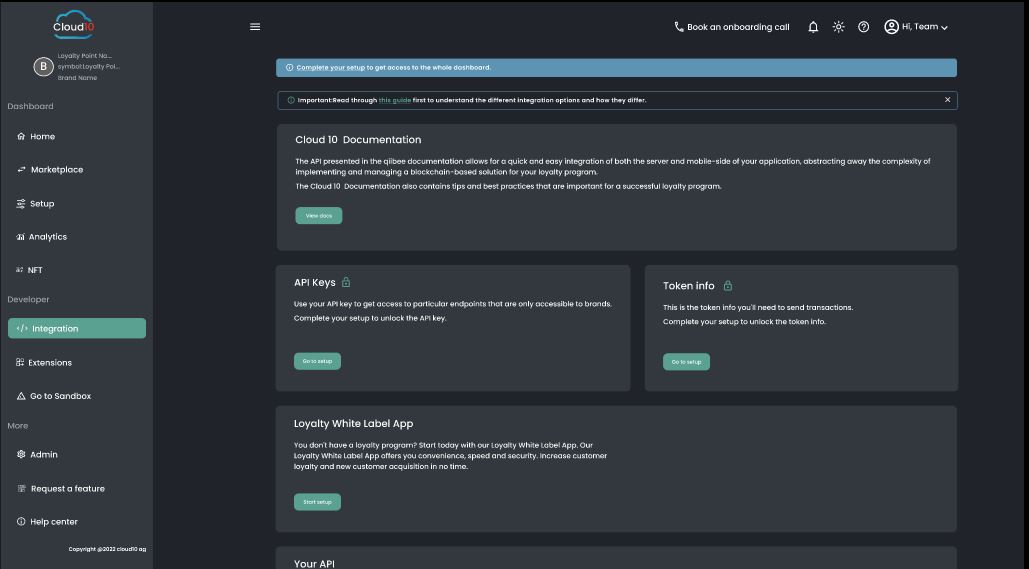 Cloud10
Loyalty Point Na...
symbol:Loyalty Poi...
B
Brand Name
Dashboard
Home
Marketplace
Setup
Analytics
NFT
Developer
Integration
Extensions
Go to Sandbox
More
Admin
Request a feature
Help center
Copyright @2022 cloud10 ag
Book an onboarding call
Hi, Team
Complete your setup to get access to the whole dashboard.
Important:Read through this guide first to understand the different integration options and how they differ.
Cloud 10 Documentation
The API presented in the qiibee documentation allows for a quick and easy integration of both the server and mobile-side of your application, abstracting away the complexity of
implementing and managing a blockchain-based solution for your loyalty program.
The Cloud 10 Documentation also contains tips and best practices that are important for a successful loyalty program.
View docs
API Keys
Use your API key to get access to particular endpoints that are only accessible to brands.
Complete your setup to unlock the API key.
Go to setup
Token info
This is the token info you'll need to send transactions.
Complete your setup to unlock the token info.
Go to setup
Loyalty White Label App
You don't have a loyalty program? Start today with our Loyalty White Label App. Our
Loyalty White Label App offers you convenience, speed and security. Increase customer
loyalty and new customer acquisition in no time.
Start setup
Your API